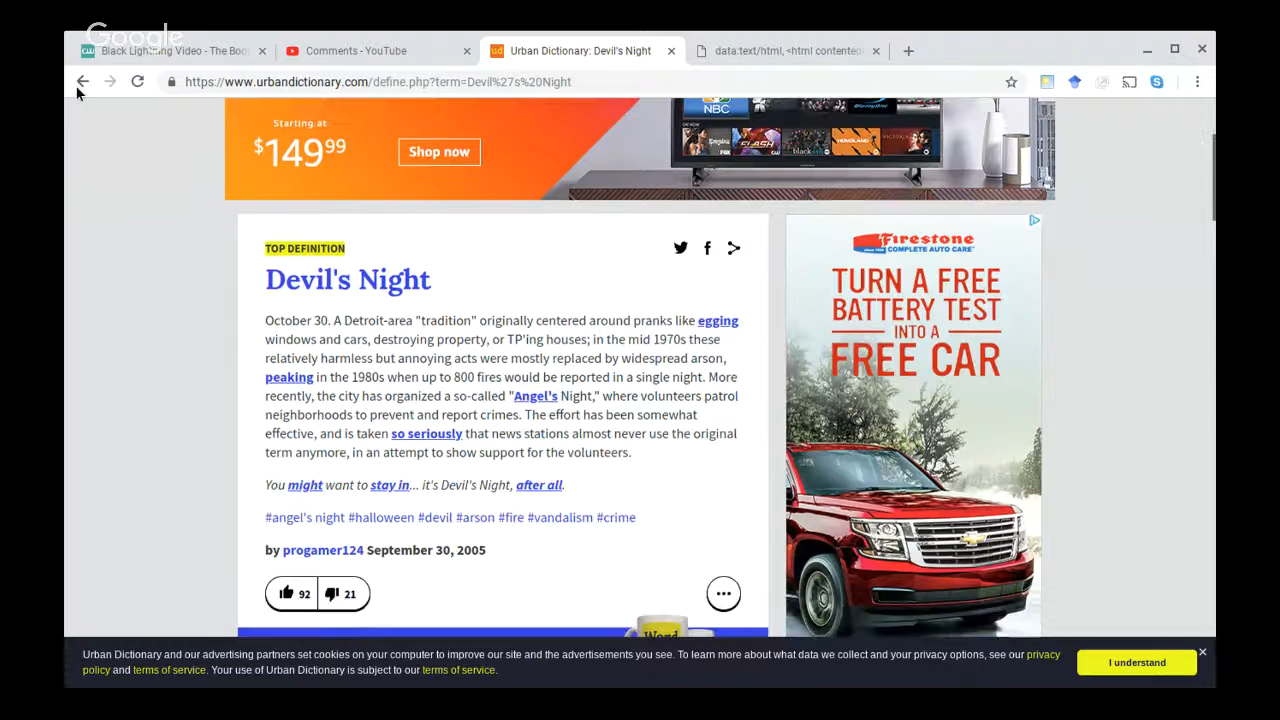 Google
Black Lightning Video - The Boo
Comments - YouTube
ud Urban Dictionary: Devil's Night
data:text/html, <html contented
https://www.urbandictionary.com/define.php?term=Devil%27s%20Night
Starting at
$149.99
Shop now
NBC
TOP DEFINITION
Devil's Night
October 30. A Detroit-area "tradition" originally centered around pranks like egging
windows and cars, destroying property, or TP'ing houses; in the mid 1970s these
relatively harmless but annoying acts were mostly replaced by widespread arson,
peaking in the 1980s when up to 800 fires would be reported in a single night. More
recently, the city has organized a so-called "Angel's Night," where volunteers patrol
neighborhoods to prevent and report crimes. The effort has been somewhat
effective, and is taken so seriously that news stations almost never use the original
term anymore, in an attempt to show support for the volunteers.
You might want to stay in... it's Devil's Night, after all.
#angel's night #halloween #devil #arson #fire #vandalism #crime
by progamer124 September 30, 2005
92 21
Firestone
COMPLETE AUTO CARE
TURN A FREE
BATTERY TEST
INTO A
FREE CAR
Urban Dictionary and our advertising partners set cookies on your computer to improve our site and the advertisements you see. To learn more about what data we collect and your privacy options, see our privacy
policy and terms of service. Your use of Urban Dictionary is subject to our terms of service.
I understand